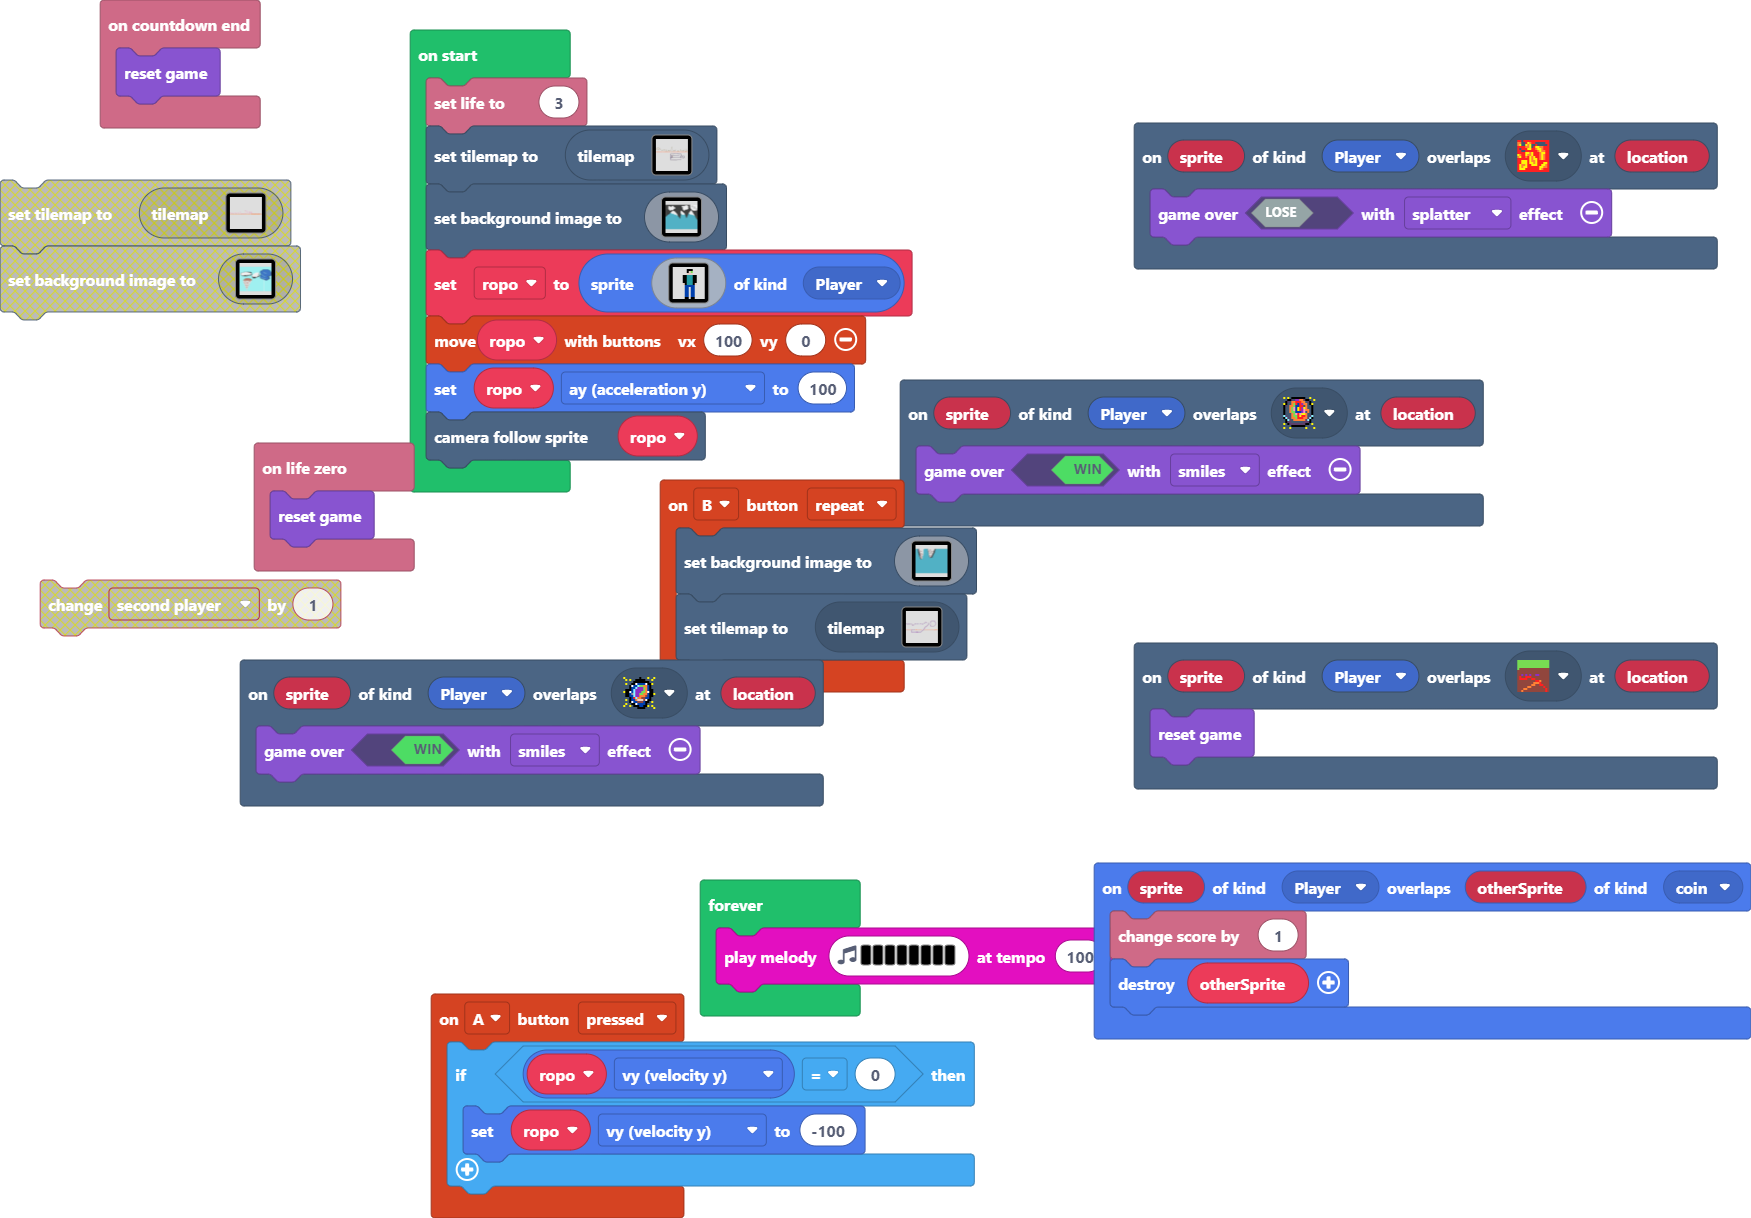 on countdown end
reset game
on start
set life to 3
set tilemap to tilemap
set background image to
set ropo to sprite of kind Player
move ropo with buttons vx 100 vy 0
set ropo ay (acceleration y) to 100
camera follow sprite ropo
set tilemap to tilemap
set background image to
on sprite of kind Player overlaps at location
game over LOSE with splatter effect
on sprite of kind Player overlaps at location
game over WIN with smiles effect
on life zero
reset game
on B button repeat
set background image to
set tilemap to tilemap
change second player by 1
on sprite of kind Player overlaps at location
game over WIN with smiles effect
on sprite of kind Player overlaps at location
reset game
forever
play melody at tempo 100
on sprite of kind Player overlaps otherSprite of kind coin
change score by 1
destroy otherSprite
on A button pressed
if ropo vy (velocity y) = 0 then
set ropo vy (velocity y) to -100